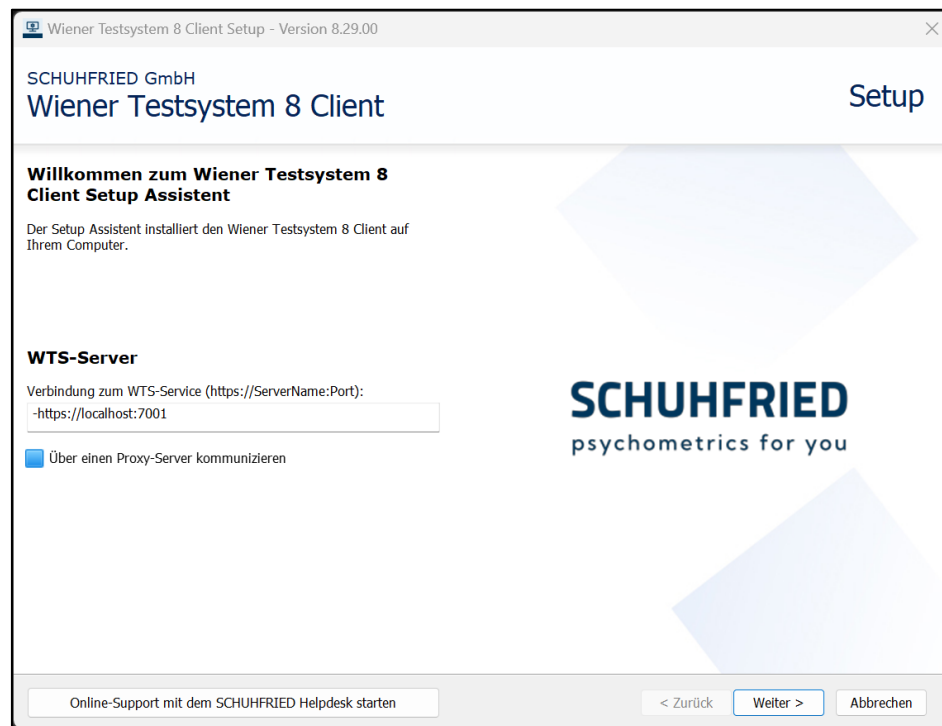 Wiener Testsystem 8 Client Setup - Version 8.29.00
SCHUHFRIED GmbH
Wiener Testsystem 8 Client
Setup
Willkommen zum Wiener Testsystem 8
Client Setup Assistent
Der Setup Assistent installiert den Wiener Testsystem 8 Client auf
Ihrem Computer.
WTS-Server
Verbindung zum WTS-Service (https://ServerName:Port):
-https://localhost:7001
Über einen Proxy-Server kommunizieren
SCHUHFRIED
psychometrics for you
Online-Support mit dem SCHUHFRIED Helpdesk starten
< Zurück
Weiter >
Abbrechen